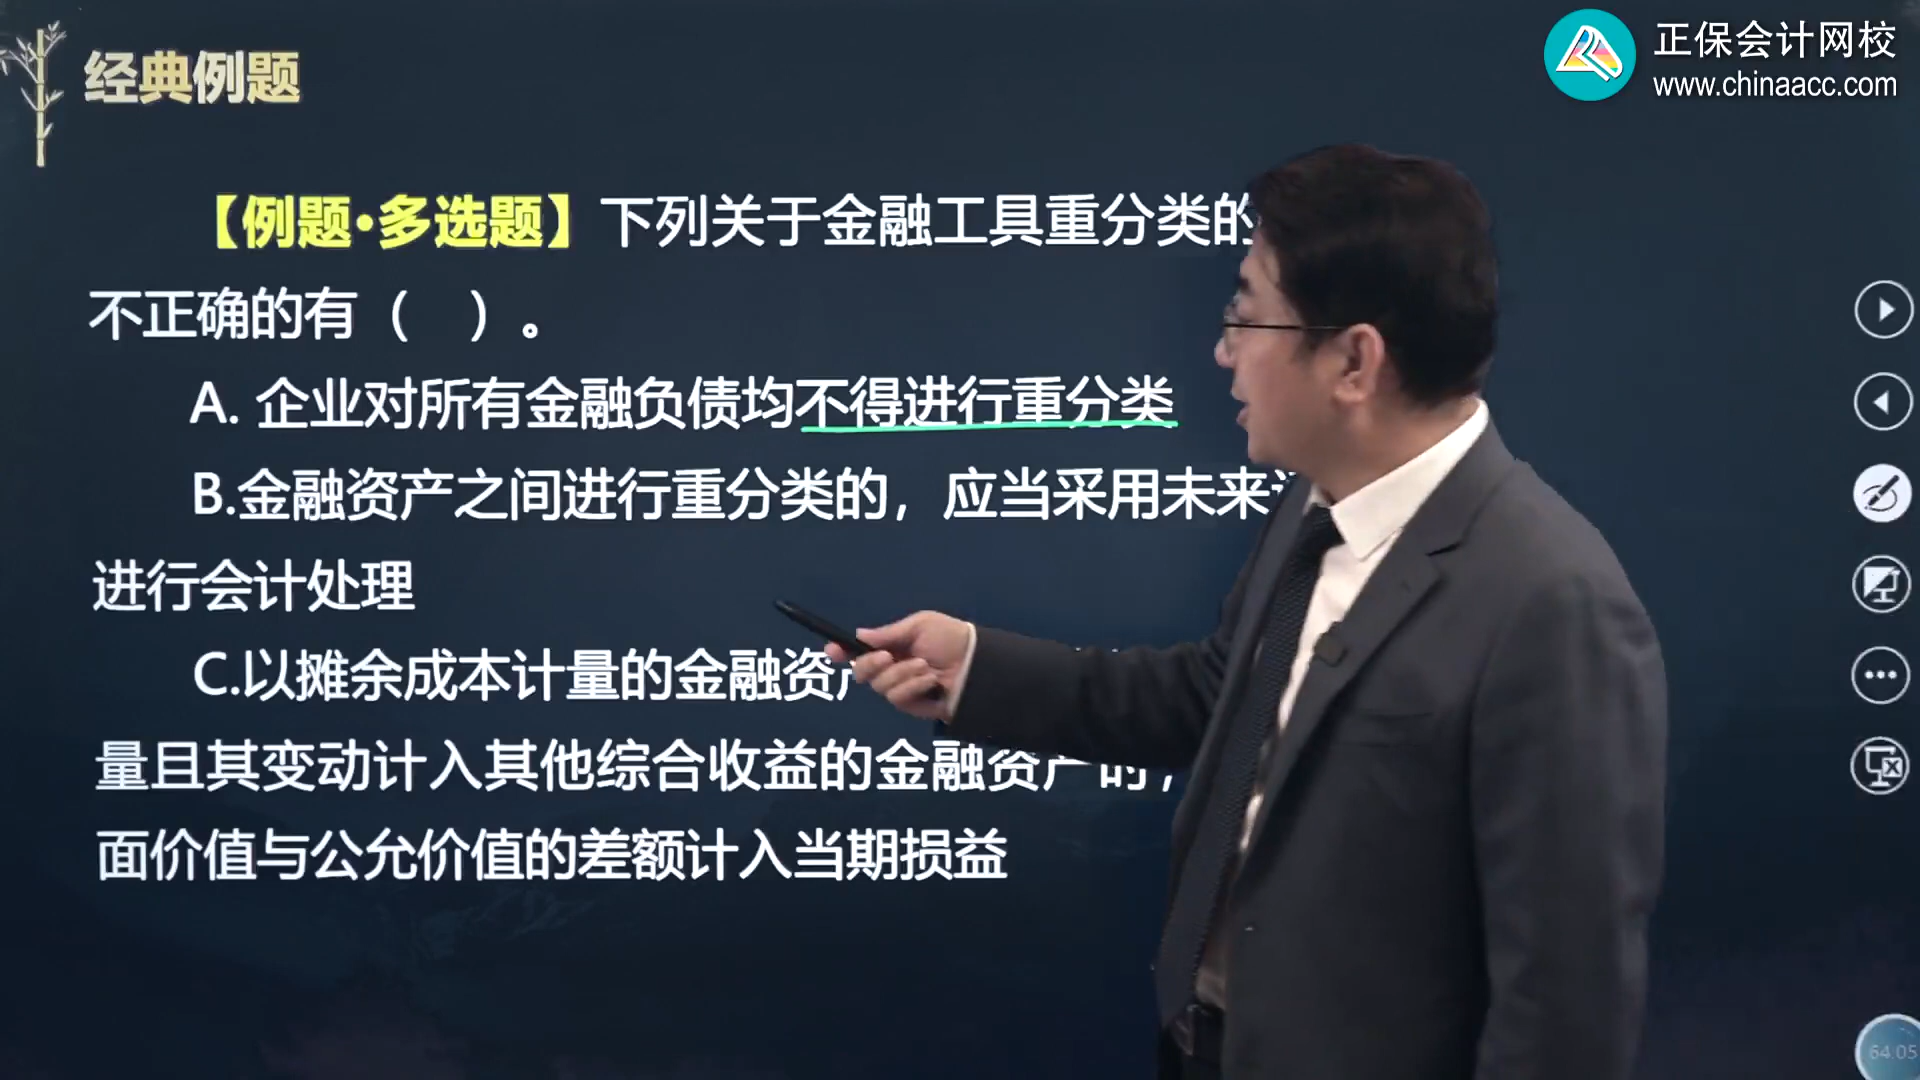 经典例题
正保会计网校
www.chinaacc.com
【例题·多选题】下列关于金融工具重分类的
不正确的有（ ）。
A. 企业对所有金融负债均不得进行重分类
B.金融资产之间进行重分类的，应当采用未来
进行会计处理
C.以摊余成本计量的金融资
量且其变动计入其他综合收益的金融资产时，
面价值与公允价值的差额计入当期损益
64:05